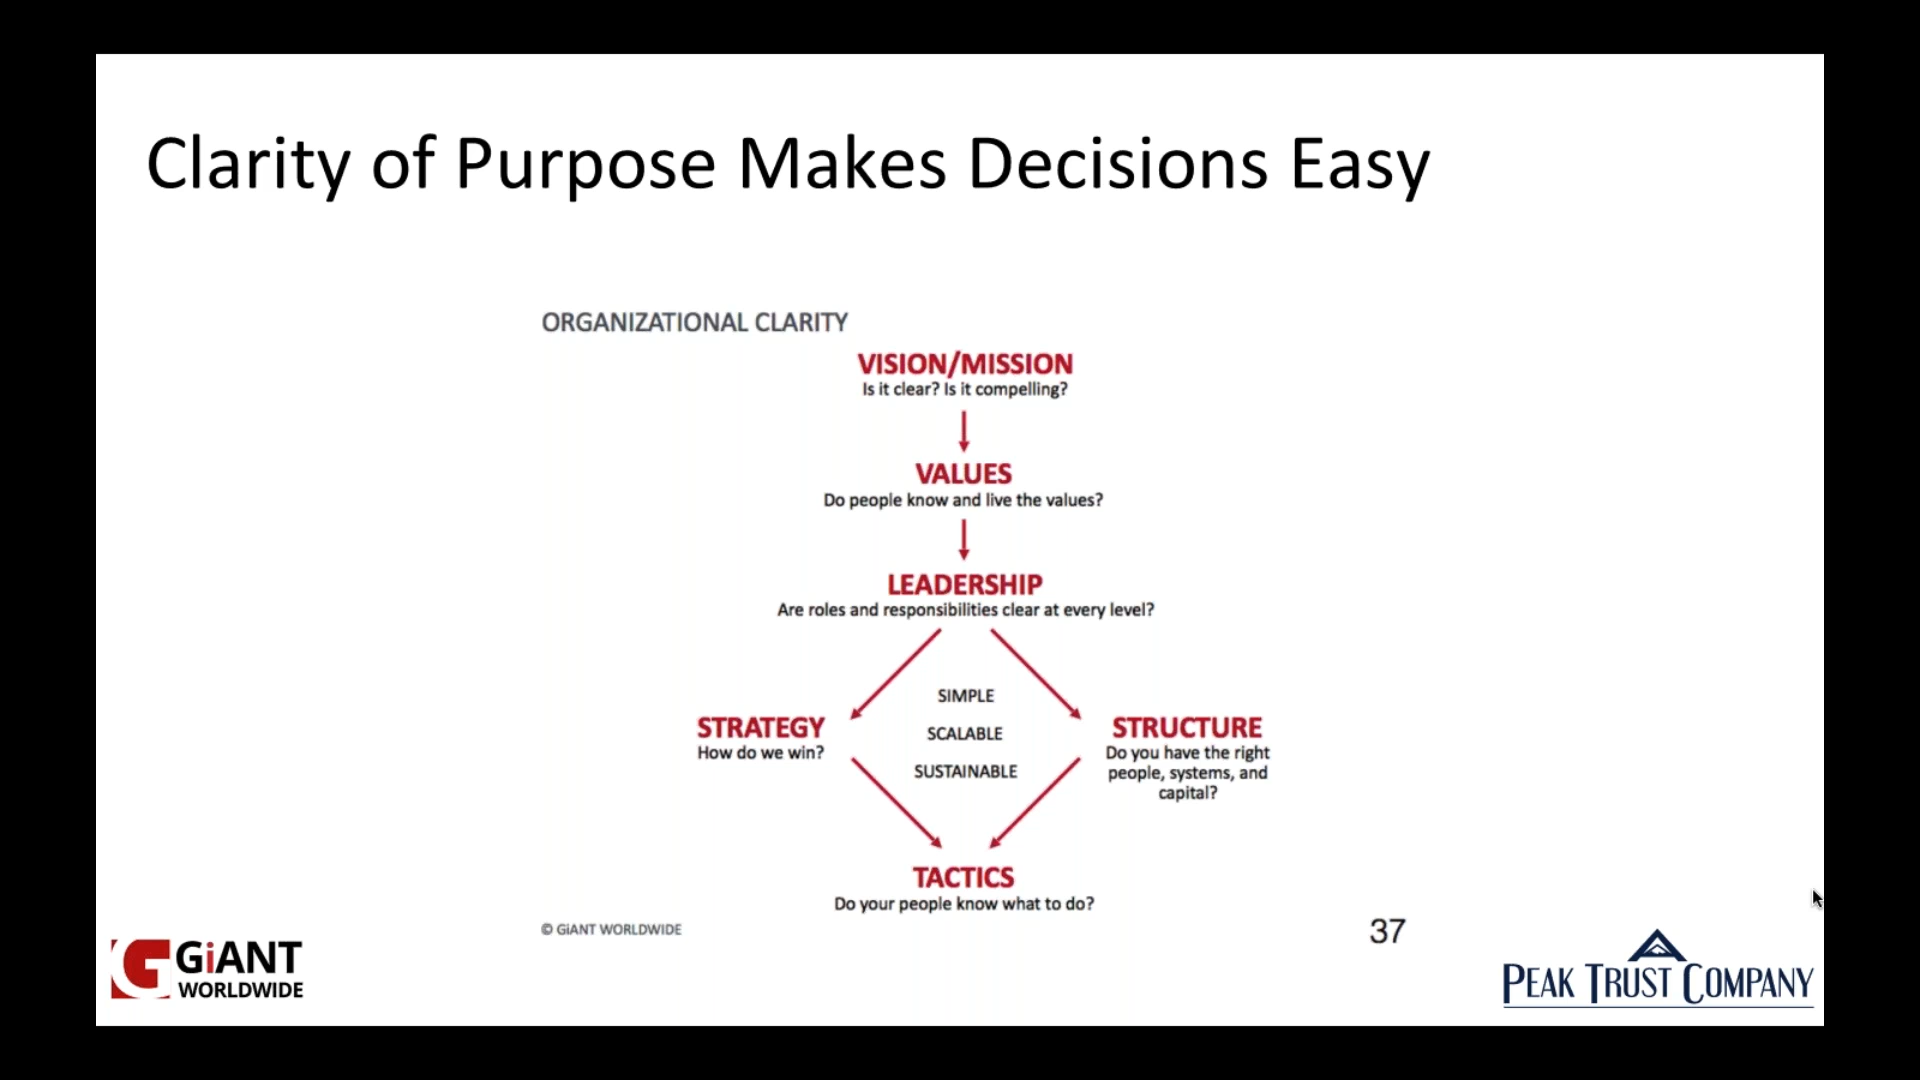 Clarity of Purpose Makes Decisions Easy
ORGANIZATIONAL CLARITY
VISION/MISSION
Is it clear? Is it compelling?
VALUES
Do people know and live the values?
LEADERSHIP
Are roles and responsibilities clear at every level?
SIMPLE
SCALABLE
SUSTAINABLE
STRATEGY
How do we win?
STRUCTURE
Do you have the right
people, systems, and
capital?
TACTICS
Do your people know what to do?
© GiANT WORLDWIDE
37
GiANT
WORLDWIDE
PEAK TRUST COMPANY